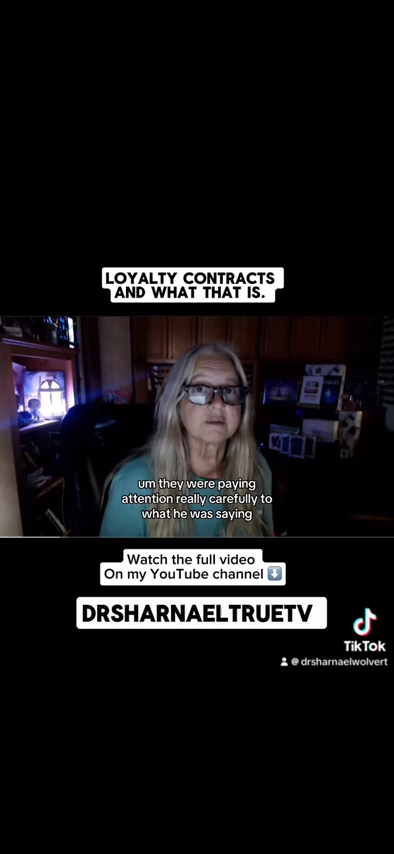 LOYALTY CONTRACTS
AND WHAT THAT IS.
um they were paying
attention really carefully to
what he was saying
Watch the full video
On my YouTube channel ⬇️
DRSHARNAELTRUETV
TikTok
@drsharnaelwolvert